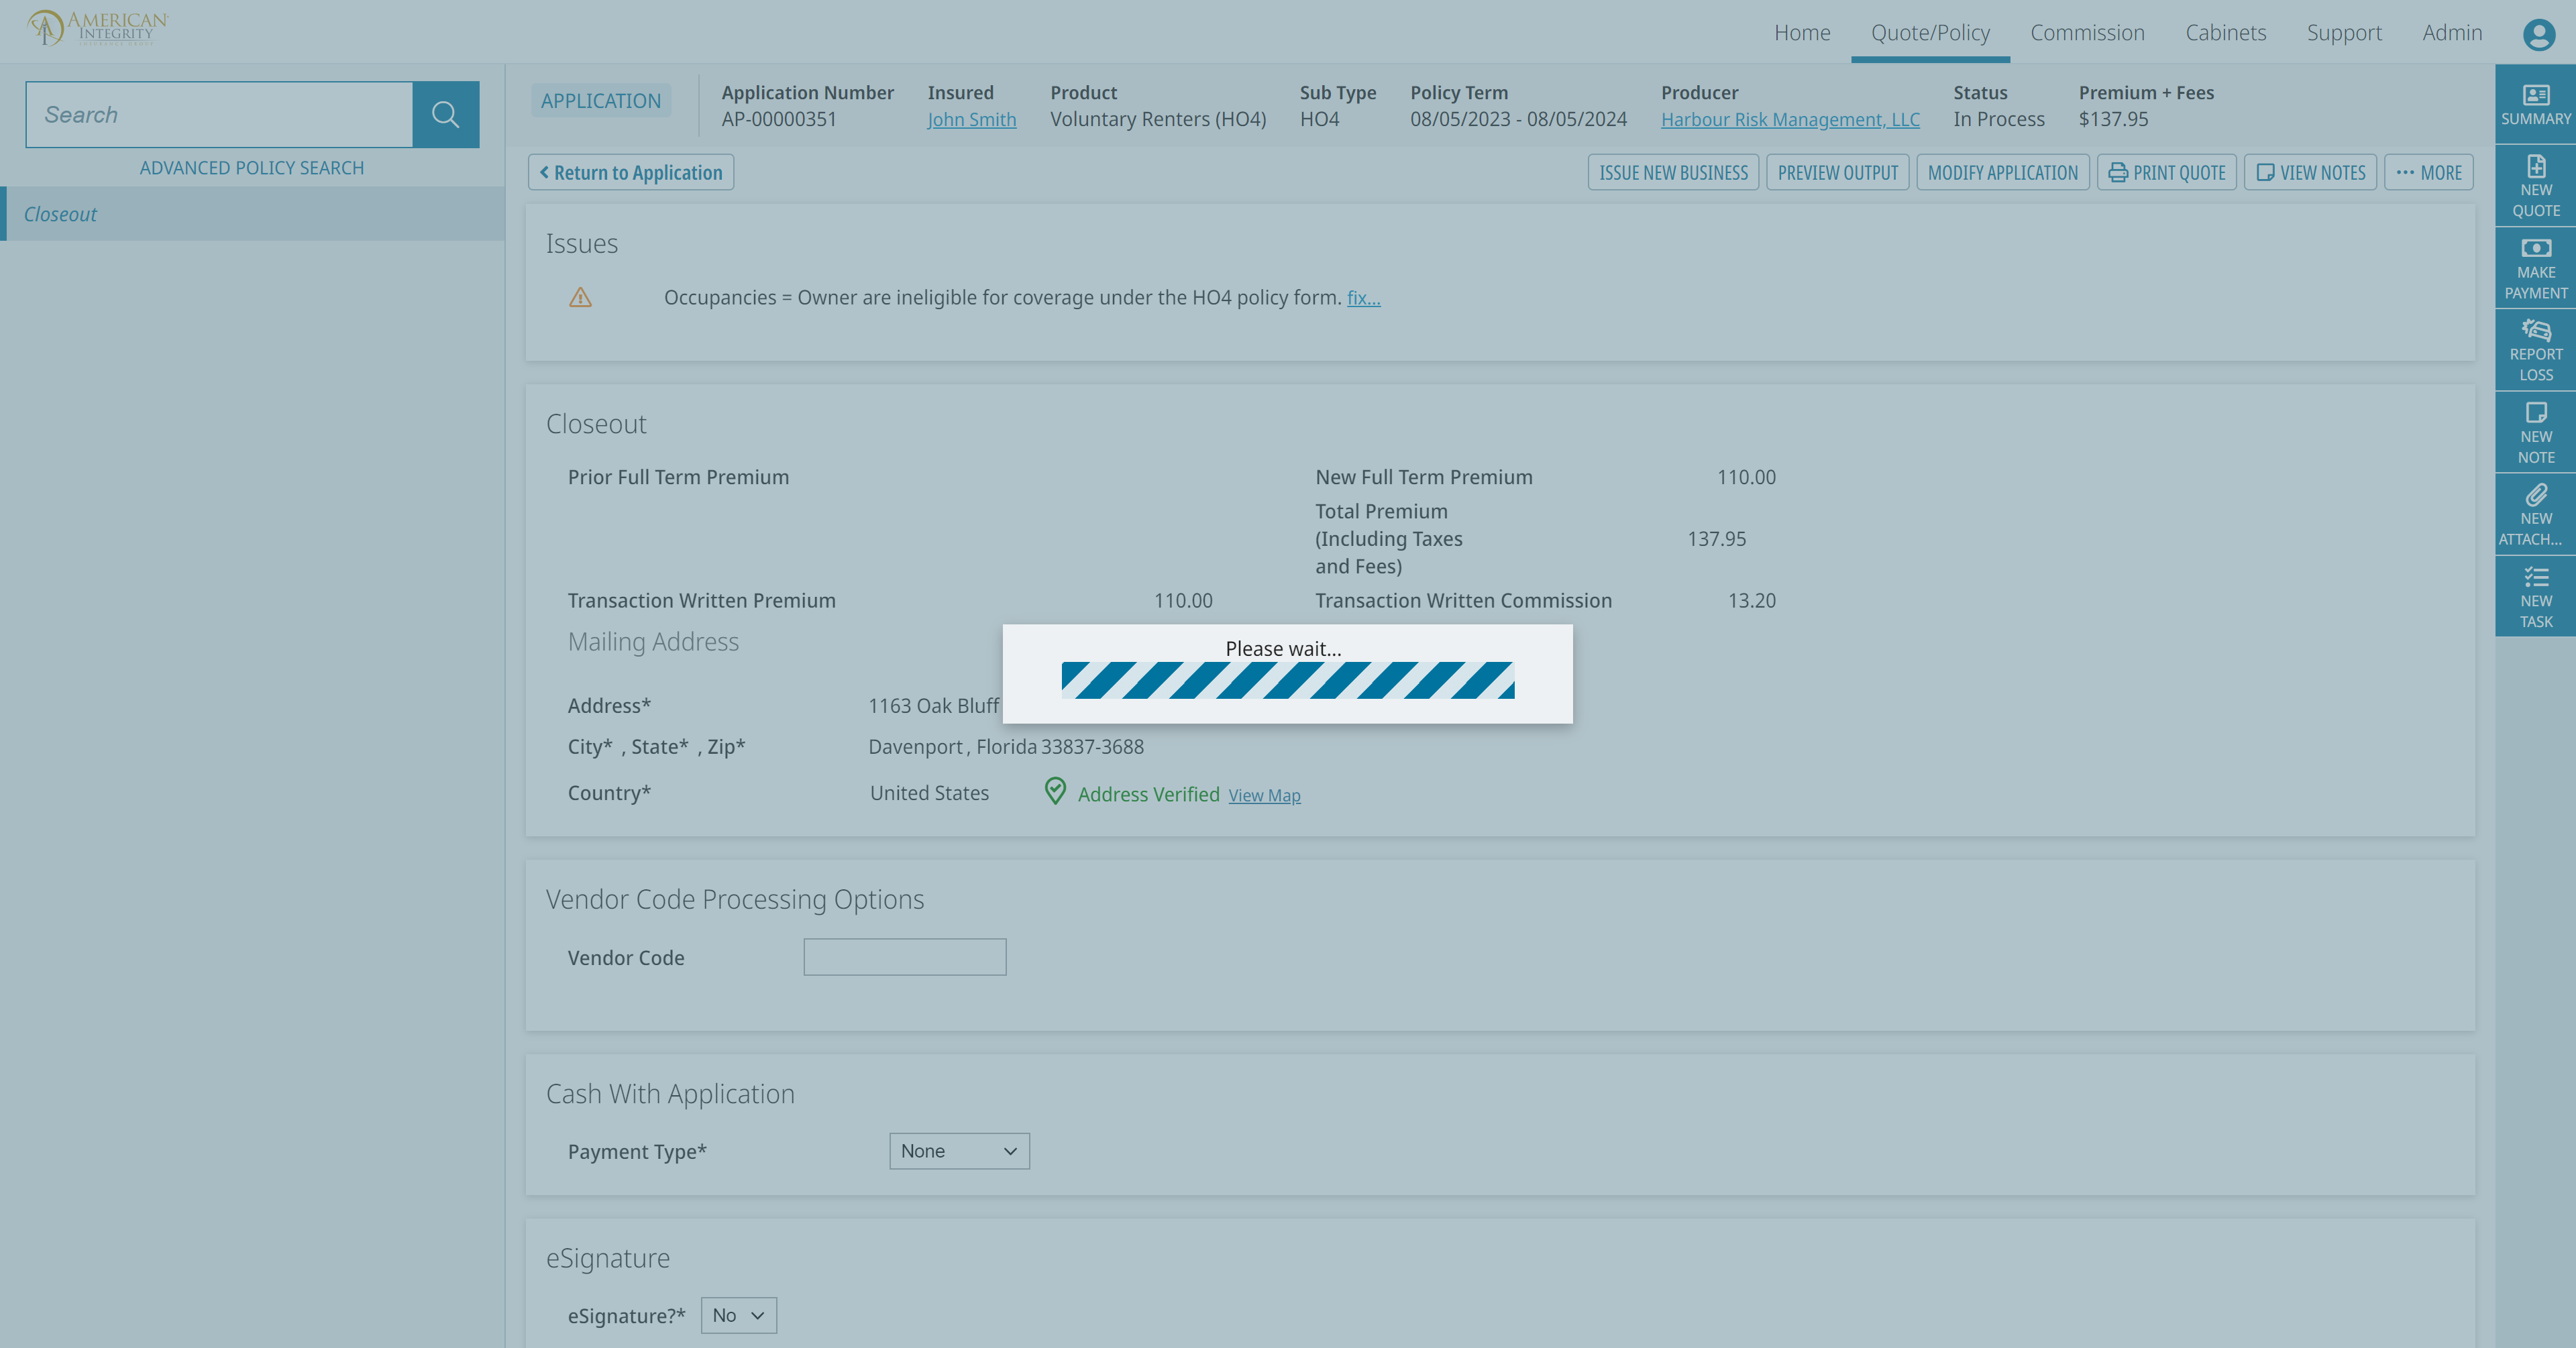 AMERICAN
INTEGRITY
Home Quote/Policy Commission Cabinets Support Admin
Search
ADVANCED POLICY SEARCH
Closeout
APPLICATION
Application Number Insured Product Sub Type Policy Term Producer Status Premium + Fees
AP-00000351 John Smith Voluntary Renters (HO4) HO4 08/05/2023 - 08/05/2024 Harbour Risk Management, LLC In Process $137.95
Return to Application ISSUE NEW BUSINESS PREVIEW OUTPUT MODIFY APPLICATION PRINT QUOTE VIEW NOTES ... MORE
Issues
Occupancies = Owner are ineligible for coverage under the HO4 policy form. fix...
Closeout
Prior Full Term Premium New Full Term Premium 110.00
Total Premium
(Including Taxes 137.95
and Fees)
Transaction Written Premium 110.00 Transaction Written Commission 13.20
Mailing Address
Please wait...
Address* 1163 Oak Bluff
City* , State* , Zip* Davenport , Florida 33837-3688
Country* United States Address Verified View Map
Vendor Code Processing Options
Vendor Code
Cash With Application
Payment Type* None
eSignature
eSignature?* No
SUMMARY
NEW
QUOTE
MAKE
PAYMENT
REPORT
LOSS
NEW
NOTE
NEW
ATTACH...
NEW
TASK